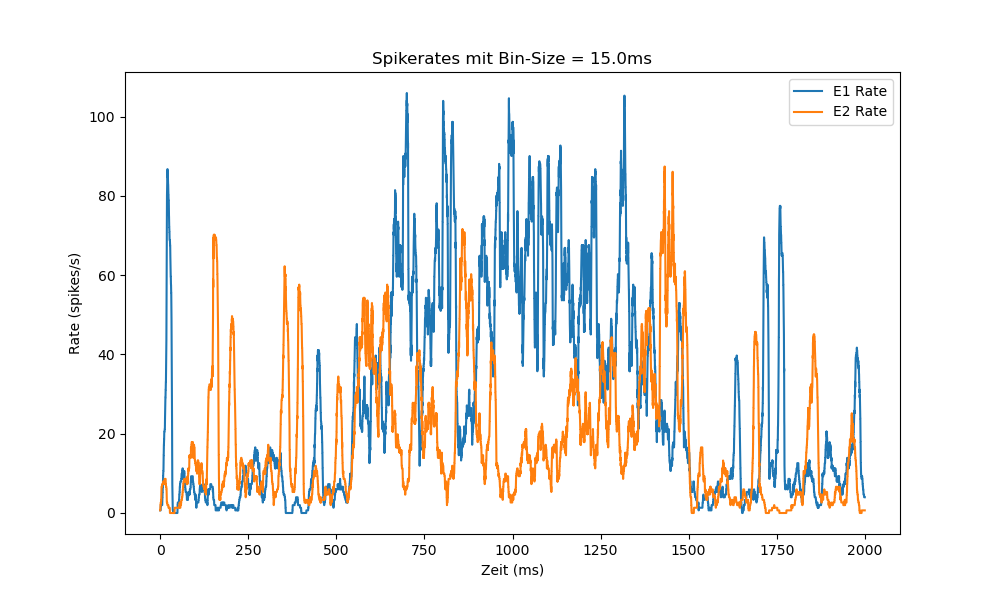 Spikerates mit Bin-Size = 15.0ms
E1 Rate
E2 Rate
Rate (spikes/s)
100
80
60
40
20
0
0 250 500 750 1000 1250 1500 1750 2000
Zeit (ms)